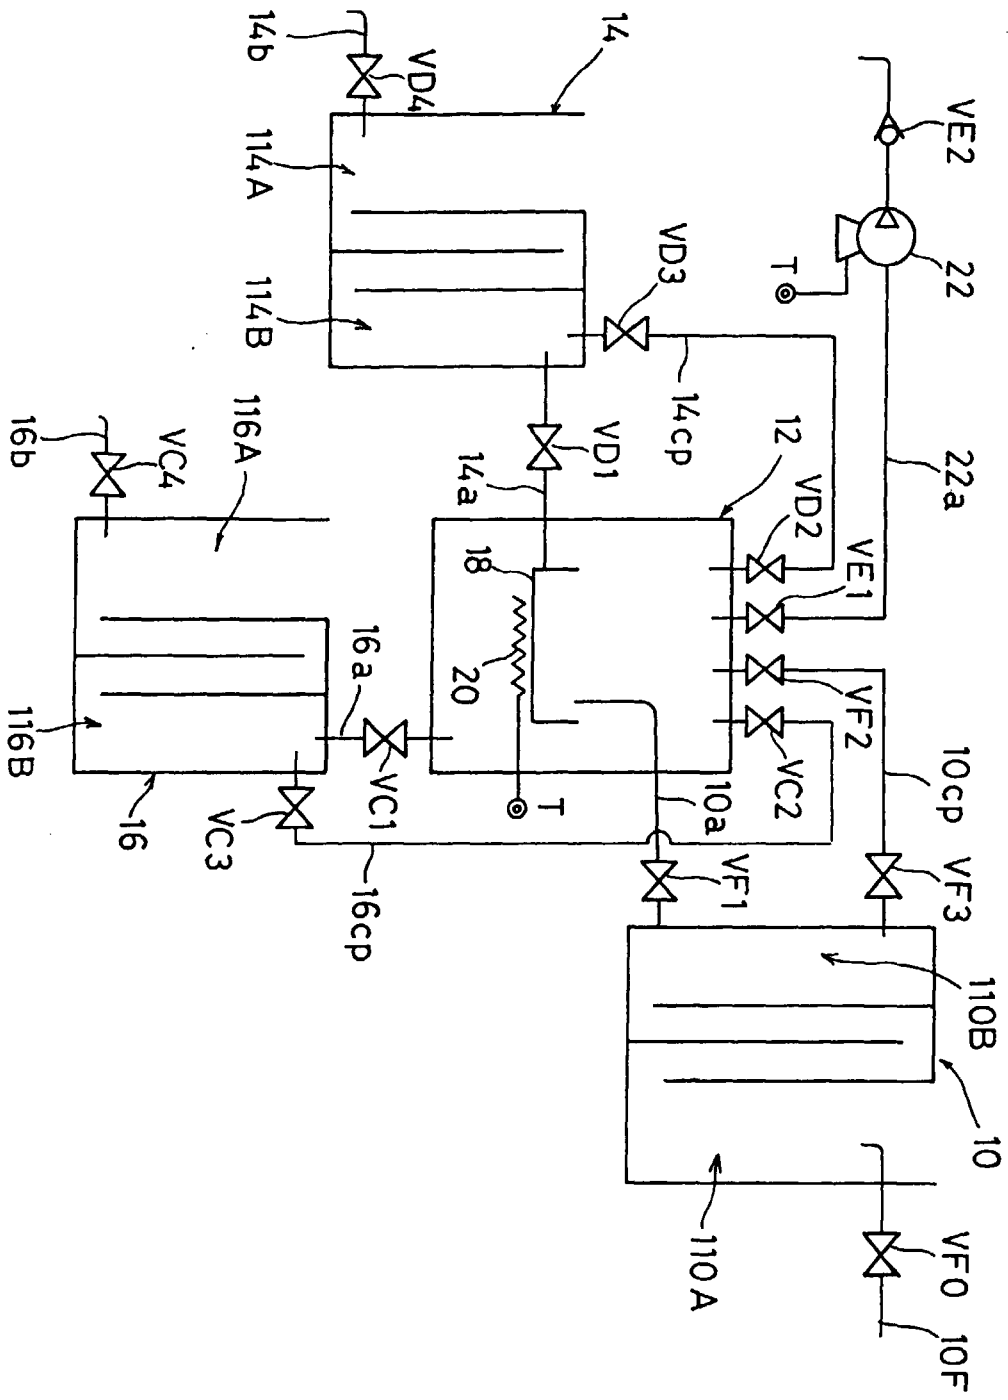 110B
10
VE2
22
22a
10cp
VF3
VF0
10F
VE1
VF2
VD2
VC2
12
T
VF1
10a
110A
VD3
14cp
14
VD1
T
14a
18
20
VD4
16a
VC1
16cp
14b
114A
114B
116A
VC3
VC4
16
16b
116B